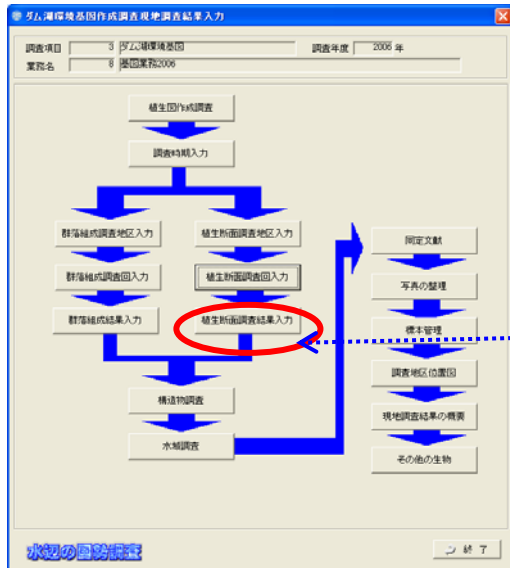 ダム湖環境基図作成調査現地調査結果入力
調査項目 3 ダム湖環境基図 調査年度 2006 年
業務名 8 基図業務2006
植生図作成調査
調査時期入力
群落組成調査地区入力
植生断面調査地区入力
群落組成調査回入力
植生断面調査回入力
群落組成結果入力
植生断面調査結果入力
構造物調査
水域調査
同定文献
写真の整理
標本管理
調査地区位置図
現地調査結果の概要
その他の生物
水辺の国勢調査
終 了